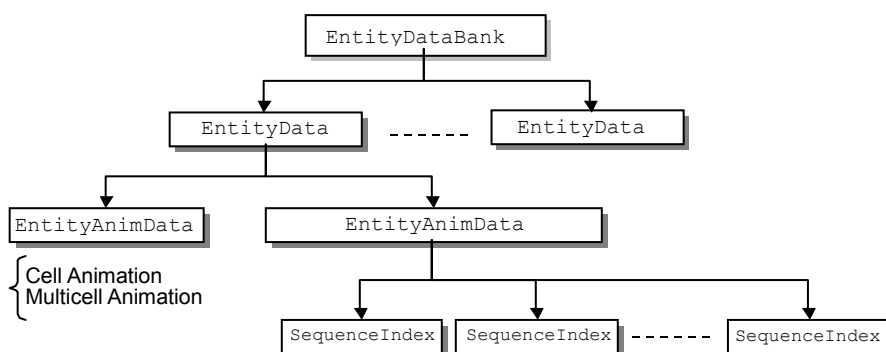 EntityDataBank
EntityData
EntityData
EntityAnimData
EntityAnimData
Cell Animation
Multicell Animation
SequenceIndex
SequenceIndex
SequenceIndex